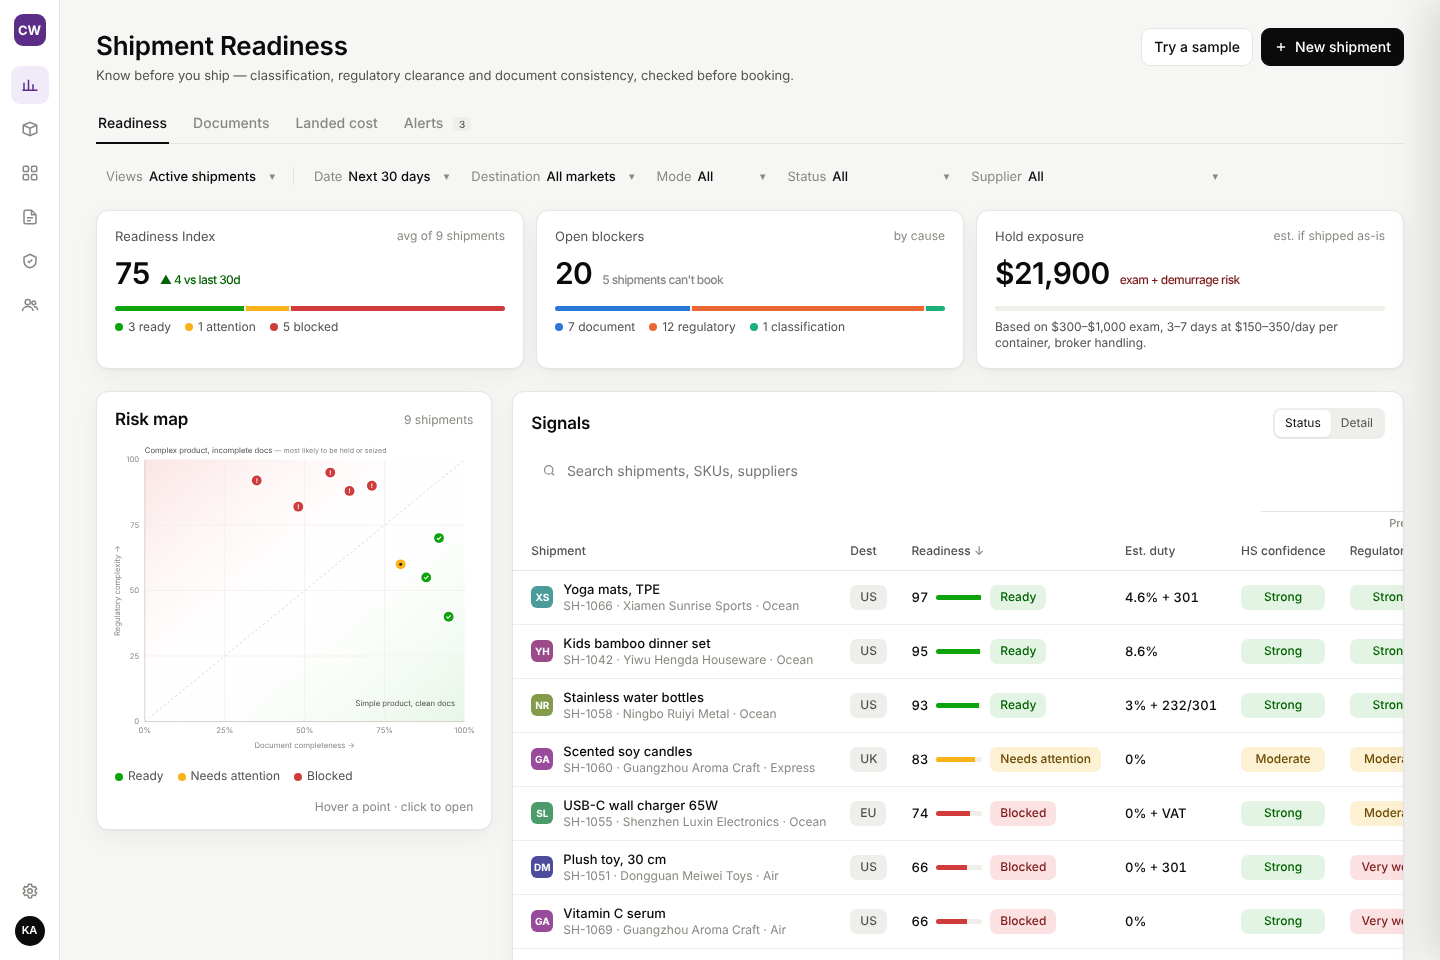 CW
Shipment Readiness
Know before you ship — classification, regulatory clearance and document consistency, checked before booking.
Try a sample
+ New shipment
Readiness Documents Landed cost Alerts 3
Views Active shipments ▼ Date Next 30 days ▼ Destination All markets ▼ Mode All ▼ Status All ▼ Supplier All ▼
Readiness Index avg of 9 shipments
75 ▲ 4 vs last 30d
3 ready 1 attention 5 blocked
Open blockers by cause
20 5 shipments can't book
7 document 12 regulatory 1 classification
Hold exposure est. if shipped as-is
$21,900 exam + demurrage risk
Based on $300–$1,000 exam, 3–7 days at $150–350/day per
container, broker handling.
Risk map 9 shipments
Complex product, incomplete docs — most likely to be held or seized
100
75
50
25
0
Regulatory complexity →
Simple product, clean docs
0% 25% 50% 75% 100%
Document completeness →
Ready Needs attention Blocked
Hover a point · click to open
Signals
Status Detail
Search shipments, SKUs, suppliers
Pre
Shipment Dest Readiness ↓ Est. duty HS confidence Regulator
XS Yoga mats, TPE US 97 Ready 4.6% + 301 Strong Stron
SH-1066 · Xiamen Sunrise Sports · Ocean
YH Kids bamboo dinner set US 95 Ready 8.6% Strong Stron
SH-1042 · Yiwu Hengda Houseware · Ocean
NR Stainless water bottles US 93 Ready 3% + 232/301 Strong Stron
SH-1058 · Ningbo Ruiyi Metal · Ocean
GA Scented soy candles UK 83 Needs attention 0% Moderate Modera
SH-1060 · Guangzhou Aroma Craft · Express
SL USB-C wall charger 65W EU 74 Blocked 0% + VAT Strong Modera
SH-1055 · Shenzhen Luxin Electronics · Ocean
DM Plush toy, 30 cm US 66 Blocked 0% + 301 Strong Very we
SH-1051 · Dongguan Meiwei Toys · Air
GA Vitamin C serum US 66 Blocked 0% Strong Very we
SH-1069 · Guangzhou Aroma Craft · Air
KA